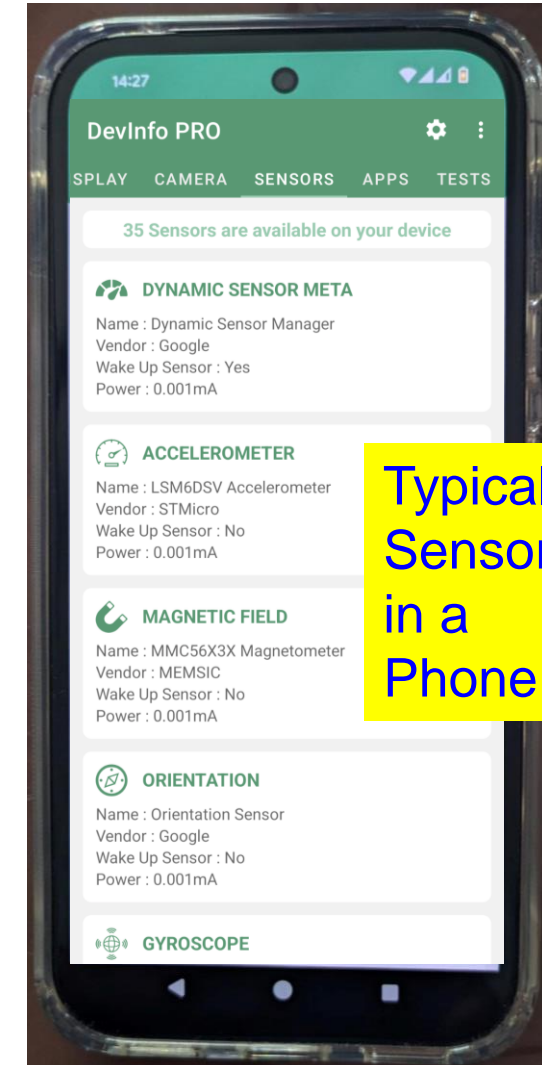 14:27
DevInfo PRO
SPLAY CAMERA SENSORS APPS TESTS
35 Sensors are available on your device
DYNAMIC SENSOR META
Name : Dynamic Sensor Manager
Vendor : Google
Wake Up Sensor : Yes
Power : 0.001mA
ACCELEROMETER
Name : LSM6DSV Accelerometer
Vendor : STMicro
Wake Up Sensor : No
Power : 0.001mA
Typical
Sensor
in a
Phone
MAGNETIC FIELD
Name : MMC56X3X Magnetometer
Vendor : MEMSIC
Wake Up Sensor : No
Power : 0.001mA
ORIENTATION
Name : Orientation Sensor
Vendor : Google
Wake Up Sensor : No
Power : 0.001mA
GYROSCOPE